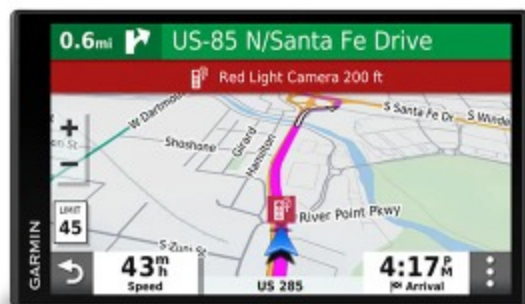 0.6mi US-85 N/Santa Fe Drive
Red Light Camera 200 ft
W Dartmou
S Santa Fe Dr
S Winde
Shoshone
Girard
Hamilton
+
−
LIMIT
45
River Point Pkwy
S Zuni St
GARMIN
43 mh
Speed
US 285
4:17 PM
Arrival